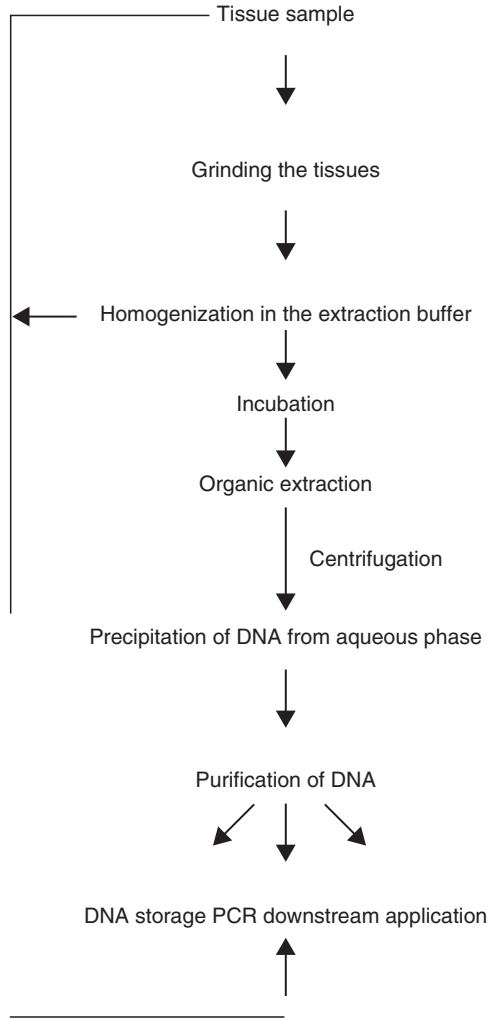 Tissue sample
Grinding the tissues
Homogenization in the extraction buffer
Incubation
Organic extraction
Centrifugation
Precipitation of DNA from aqueous phase
Purification of DNA
DNA storage PCR downstream application